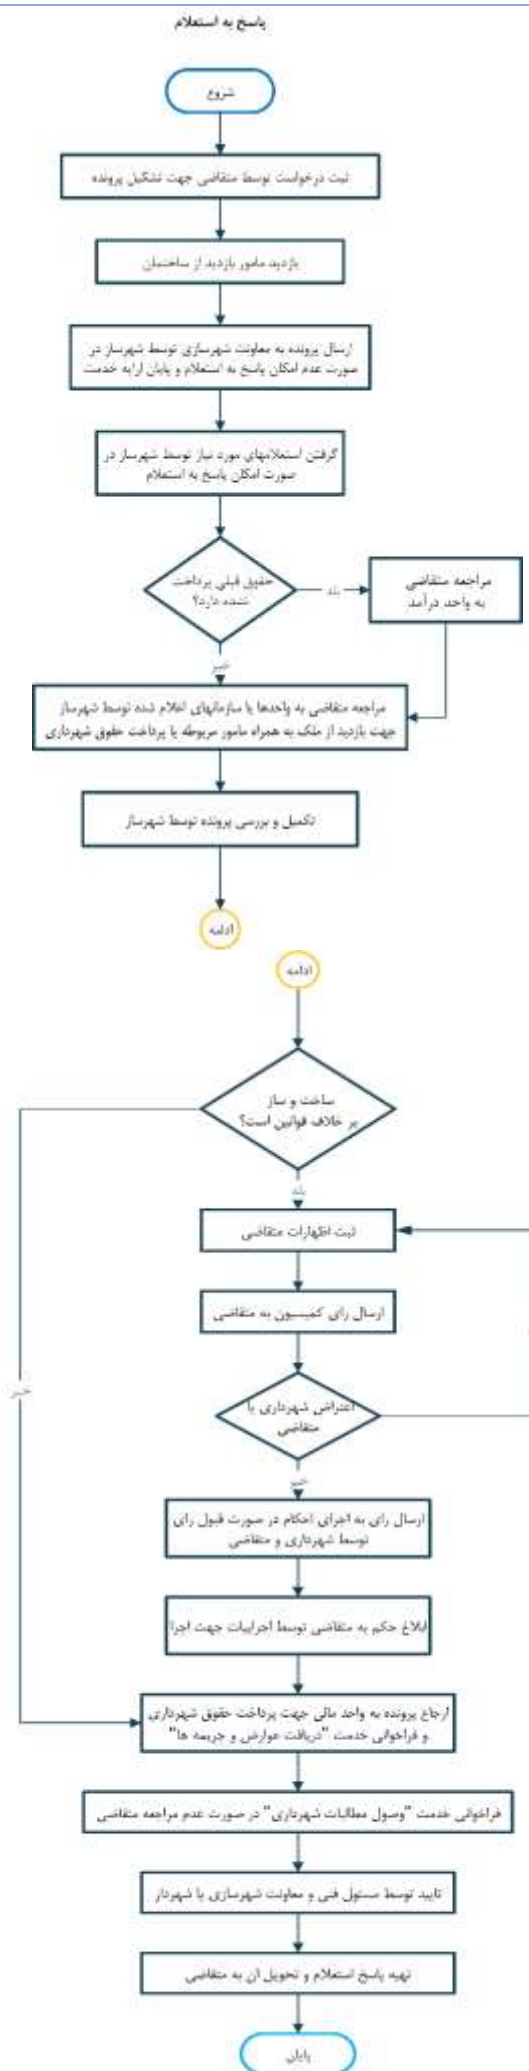 پاسخ به استعلام
شروع
ثبت درخواست توسط متقاضی جهت تشکیل پرونده
بازدید مامور بازدید از ساختمان
ارسال پرونده به معاونت شهرسازی توسط شهرساز در
صورت عدم امکان پاسخ به استعلام و پایان ارایه خدمت
گرفتن استعلامهای مورد نیاز توسط شهرساز در
صورت امکان پاسخ به استعلام
حقوق قبلی پرداخت
نشده دارد؟
بله
مراجعه متقاضی
به واحد درآمد
خیر
مراجعه متقاضی به واحدها یا سازمانهای اعلام شده توسط شهرساز
جهت بازدید از ملک به همراه مامور مربوطه یا پرداخت حقوق شهرداری
تکمیل و بررسی پرونده توسط شهرساز
ادامه
ادامه
ساخت و ساز
بر خلاف قوانین است؟
بله
ثبت اظهارات متقاضی
ارسال رای کمیسیون به متقاضی
خیر
اعتراض شهرداری یا
متقاضی
خیر
ارسال رای به اجرای احکام در صورت قبول رای
توسط شهرداری و متقاضی
ابلاغ حکم به متقاضی توسط اجراییات جهت اجرا
ارجاع پرونده به واحد مالی جهت پرداخت حقوق شهرداری
و فراخوانی خدمت "دریافت عوارض و جریمه ها"
فراخوانی خدمت "وصول مطالبات شهرداری" در صورت عدم مراجعه متقاضی
تایید توسط مسئول فنی و معاونت شهرسازی یا شهردار
تهیه پاسخ استعلام و تحویل آن به متقاضی
پایان